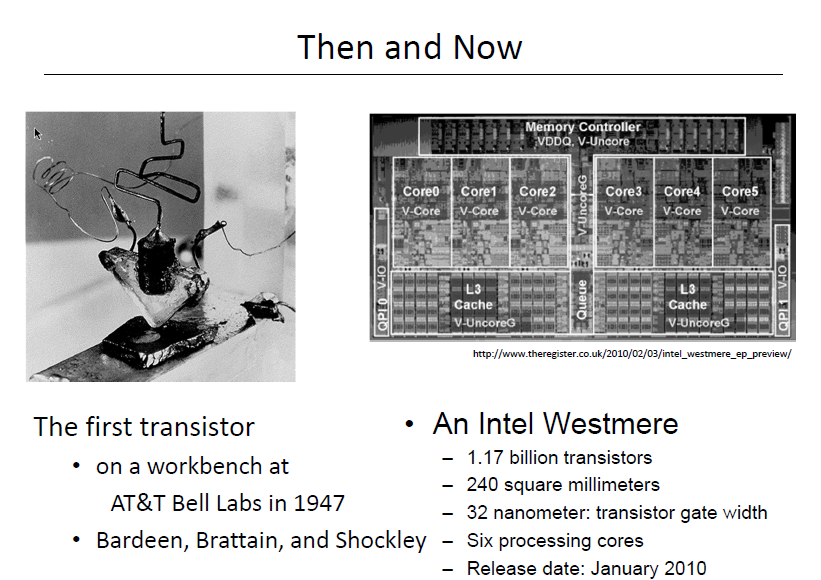 Then and Now
Memory Controller
VDDQ, V-Uncore
Core0
V-Core
Core1
V-Core
Core2
V-Core
V-UncoreG
Core3
V-Core
Core4
V-Core
Core5
V-Core
QPI 0 V-IO
L3
Cache
V-UncoreG
Queue
L3
Cache
V-UncoreG
QPI 1 V-IO
http://www.theregister.co.uk/2010/02/03/intel_westmere_ep_preview/
The first transistor
• on a workbench at
AT&T Bell Labs in 1947
• Bardeen, Brattain, and Shockley
• An Intel Westmere
– 1.17 billion transistors
– 240 square millimeters
– 32 nanometer: transistor gate width
– Six processing cores
– Release date: January 2010